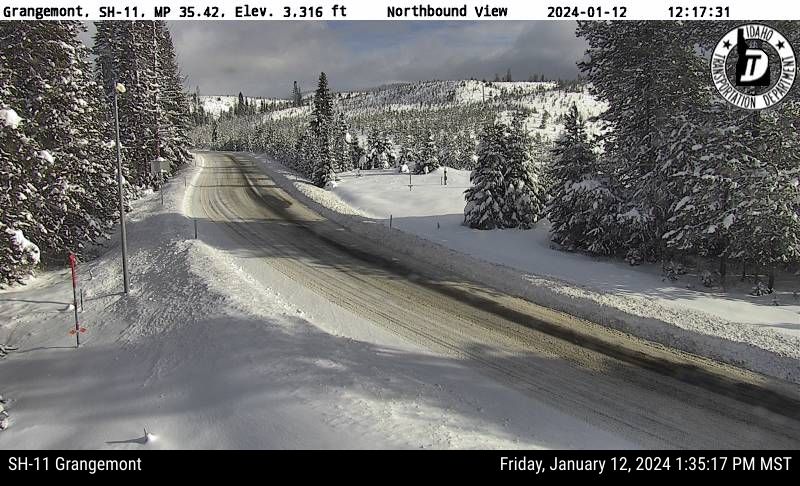 Grangemont, SH-11, MP 35.42, Elev. 3,316 ft Northbound View 2024-01-12 12:17:31
IDAHO
TRANSPORTATION DEPARTMENT
SH-11 Grangemont Friday, January 12, 2024 1:35:17 PM MST